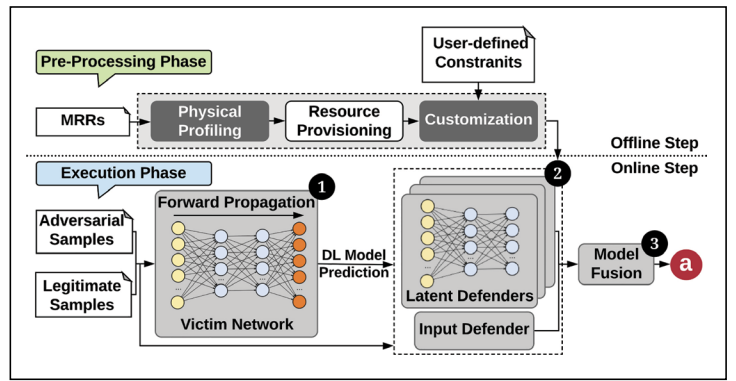 User-defined
Constranits
Pre-Processing Phase
MRRs
Physical
Profiling
Resource
Provisioning
Customization
Offline Step
Online Step
Execution Phase
1
2
Forward Propagation
Adversarial
Samples
Legitimate
Samples
...
...
...
...
Victim Network
DL Model
Prediction
...
...
...
Latent Defenders
Input Defender
3
Model
Fusion
a